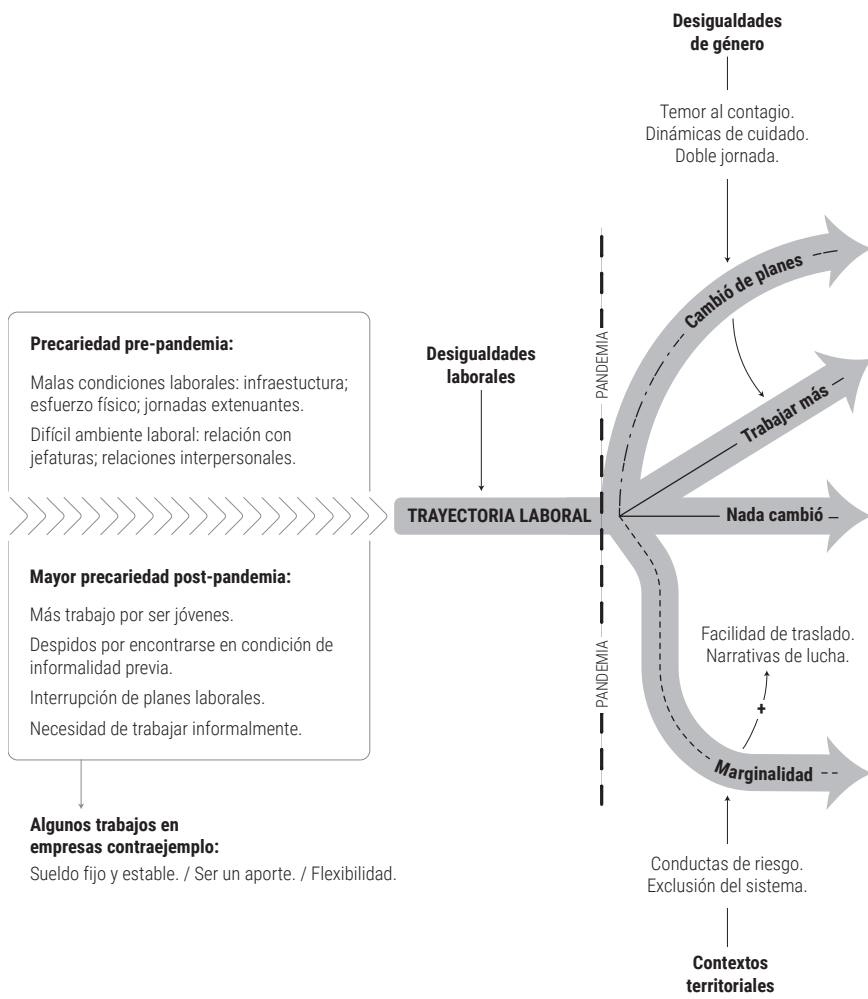 Desigualdades
de género
Temor al contagio.
Dinámicas de cuidado.
Doble jornada.
Cambió de planes
Trabajar más
Nada cambió
PANDEMIA
PANDEMIA
Precariedad pre-pandemia:
Malas condiciones laborales: infraestuctura;
esfuerzo físico; jornadas extenuantes.
Difícil ambiente laboral: relación con
jefaturas; relaciones interpersonales.
Desigualdades
laborales
TRAYECTORIA LABORAL
Mayor precariedad post-pandemia:
Más trabajo por ser jóvenes.
Despidos por encontrarse en condición de
informalidad previa.
Interrupción de planes laborales.
Necesidad de trabajar informalmente.
Algunos trabajos en
empresas contraejemplo:
Sueldo fijo y estable. / Ser un aporte. / Flexibilidad.
Facilidad de traslado.
Narrativas de lucha.
+
Marginalidad
Conductas de riesgo.
Exclusión del sistema.
Contextos
territoriales